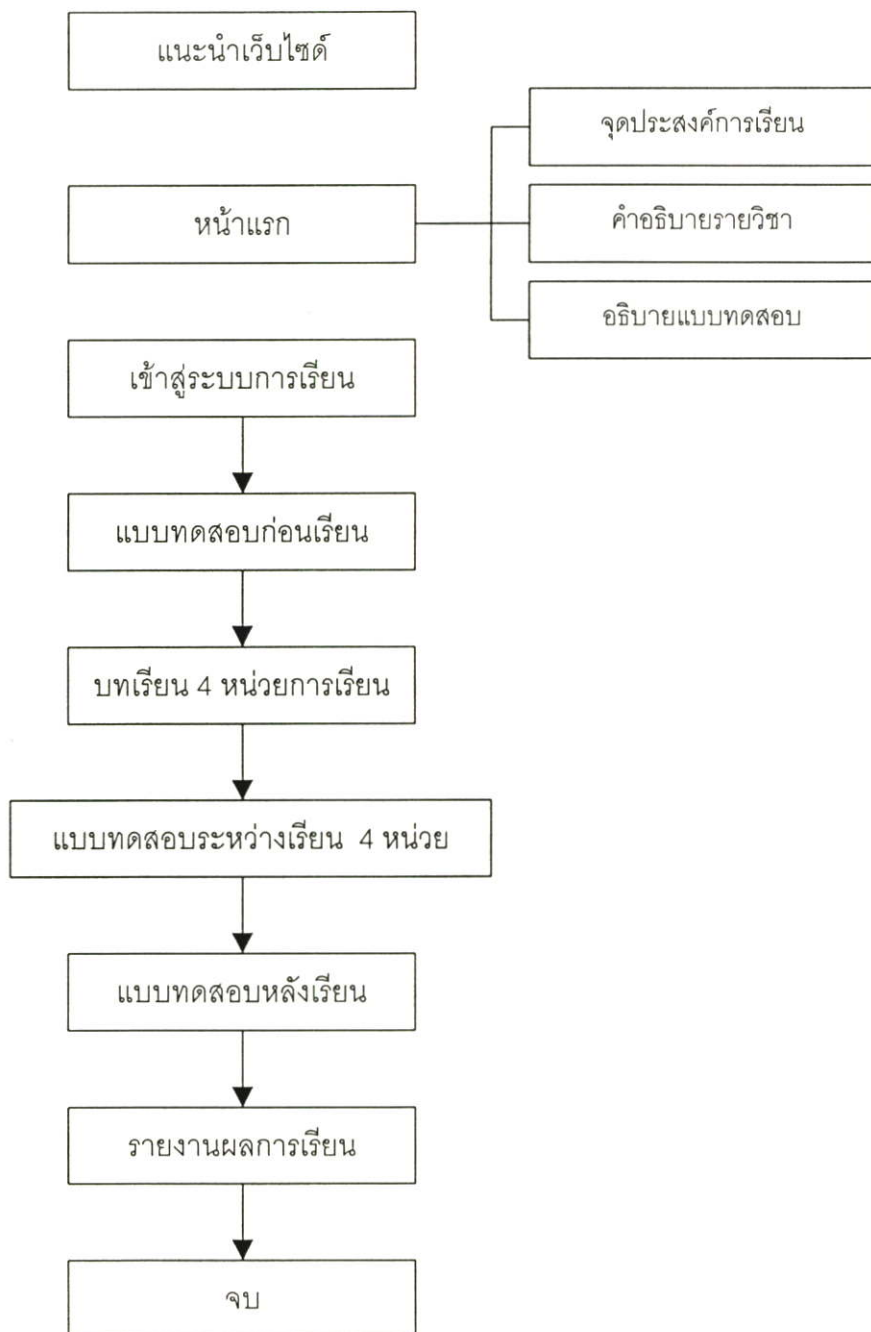 แนะนำเว็บไซด์
จุดประสงค์การเรียน
หน้าแรก
คำอธิบายรายวิชา
อธิบายแบบทดสอบ
เข้าสู่ระบบการเรียน
แบบทดสอบก่อนเรียน
บทเรียน 4 หน่วยการเรียน
แบบทดสอบระหว่างเรียน 4 หน่วย
แบบทดสอบหลังเรียน
รายงานผลการเรียน
จบ